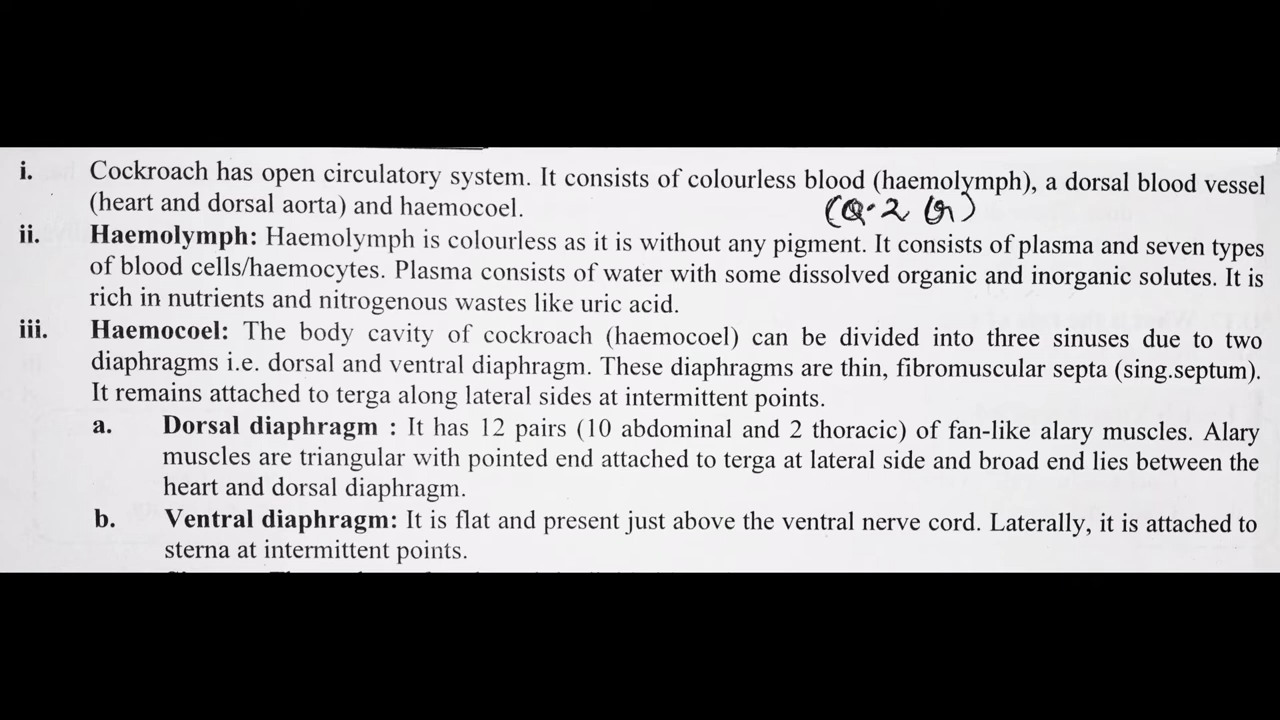 i. Cockroach has open circulatory system. It consists of colourless blood (haemolymph), a dorsal blood vessel
(heart and dorsal aorta) and haemocoel.
(Q.2
ii. Haemolymph: Haemolymph is colourless as it is without any pigment. It consists of plasma and seven types
of blood cells/haemocytes. Plasma consists of water with some dissolved organic and inorganic solutes. It is
rich in nutrients and nitrogenous wastes like uric acid.
iii. Haemocoel: The body cavity of cockroach (haemocoel) can be divided into three sinuses due to two
diaphragms i.e. dorsal and ventral diaphragm. These diaphragms are thin, fibromuscular septa (sing.septum).
It remains attached to terga along lateral sides at intermittent points.
a. Dorsal diaphragm : It has 12 pairs (10 abdominal and 2 thoracic) of fan-like alary muscles. Alary
muscles are triangular with pointed end attached to terga at lateral side and broad end lies between the
heart and dorsal diaphragm.
b. Ventral diaphragm: It is flat and present just above the ventral nerve cord. Laterally, it is attached to
sterna at intermittent points.